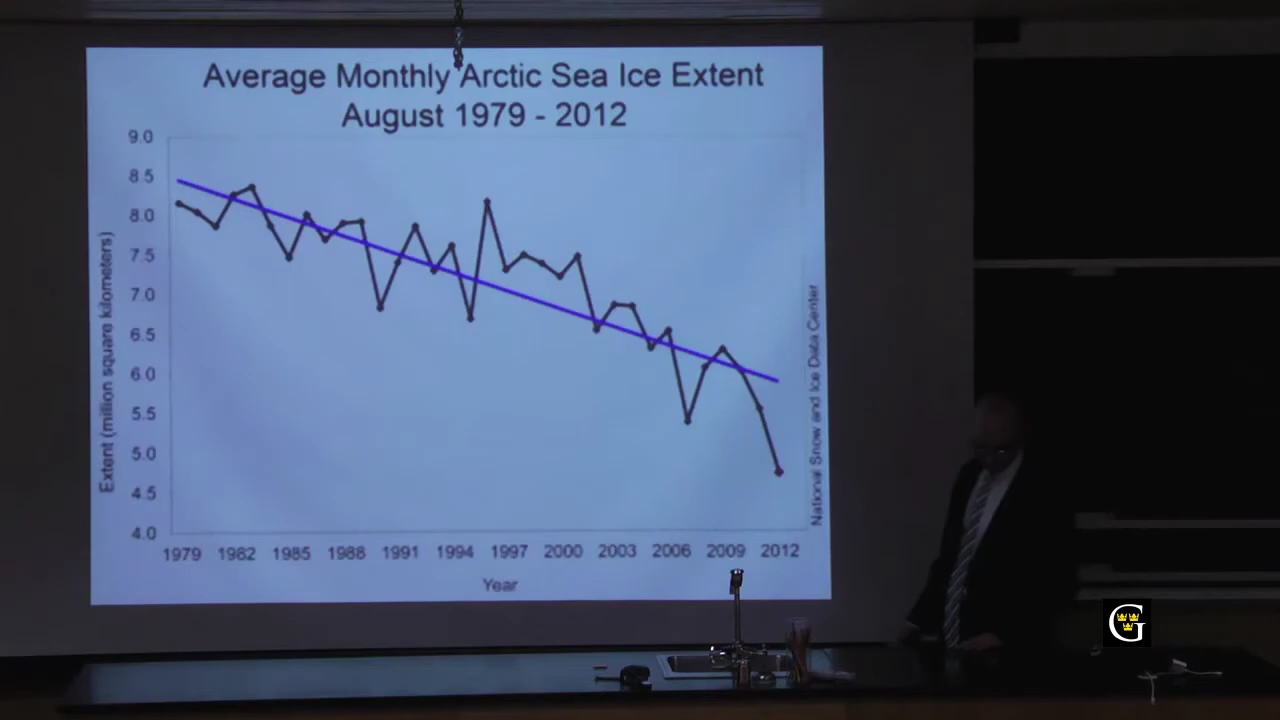 Average Monthly Arctic Sea Ice Extent
August 1979 - 2012
9.0
8.5
8.0
7.5
7.0
6.5
6.0
5.5
5.0
4.5
4.0
Extent (million square kilometers)
1979 1982 1985 1988 1991 1994 1997 2000 2003 2006 2009 2012
Year
National Snow and Ice Data Center
G